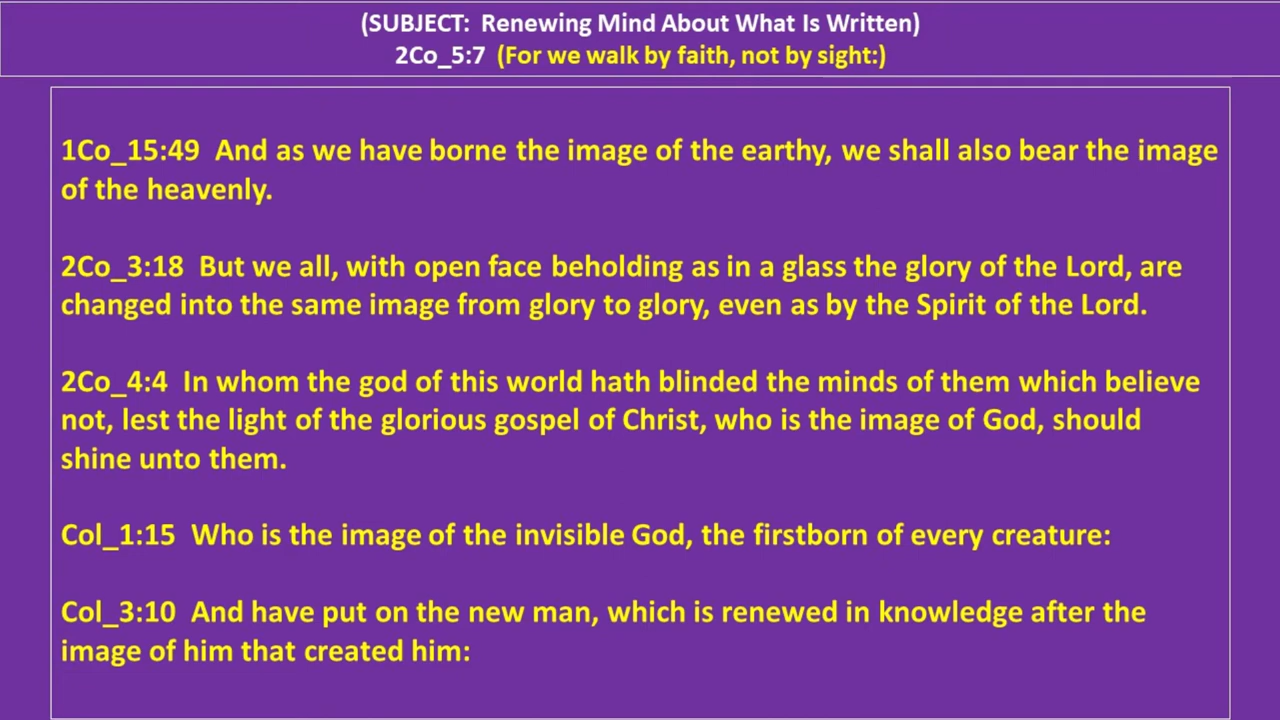 (SUBJECT:  Renewing Mind About What Is Written)
2Co_5:7  (For we walk by faith, not by sight:)
1Co_15:49  And as we have borne the image of the earthy, we shall also bear the image
of the heavenly.
2Co_3:18  But we all, with open face beholding as in a glass the glory of the Lord, are
changed into the same image from glory to glory, even as by the Spirit of the Lord.
2Co_4:4  In whom the god of this world hath blinded the minds of them which believe
not, lest the light of the glorious gospel of Christ, who is the image of God, should
shine unto them.
Col_1:15  Who is the image of the invisible God, the firstborn of every creature:
Col_3:10  And have put on the new man, which is renewed in knowledge after the
image of him that created him: